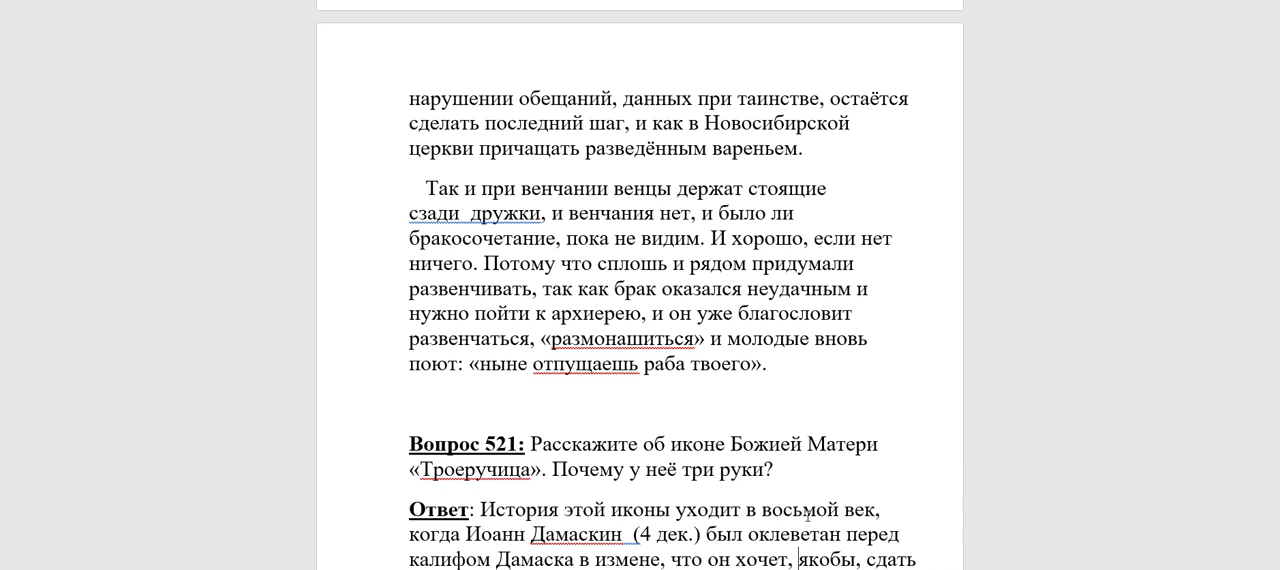 нарушении обещаний, данных при таинстве, остаётся
сделать последний шаг, и как в Новосибирской
церкви причащать разведённым вареньем.
Так и при венчании венцы держат стоящие
сзади  дружки, и венчания нет, и было ли
бракосочетание, пока не видим. И хорошо, если нет
ничего. Потому что сплошь и рядом придумали
развенчивать, так как брак оказался неудачным и
нужно пойти к архиерею, и он уже благословит
развенчаться, «размонашиться» и молодые вновь
поют: «ныне отпущаешь раба твоего».
Вопрос 521: Расскажите об иконе Божией Матери
«Троеручица». Почему у неё три руки?
Ответ: История этой иконы уходит в восьмой век,
когда Иоанн Дамаскин  (4 дек.) был оклеветан перед
калифом Дамаска в измене, что он хочет, якобы, сдать